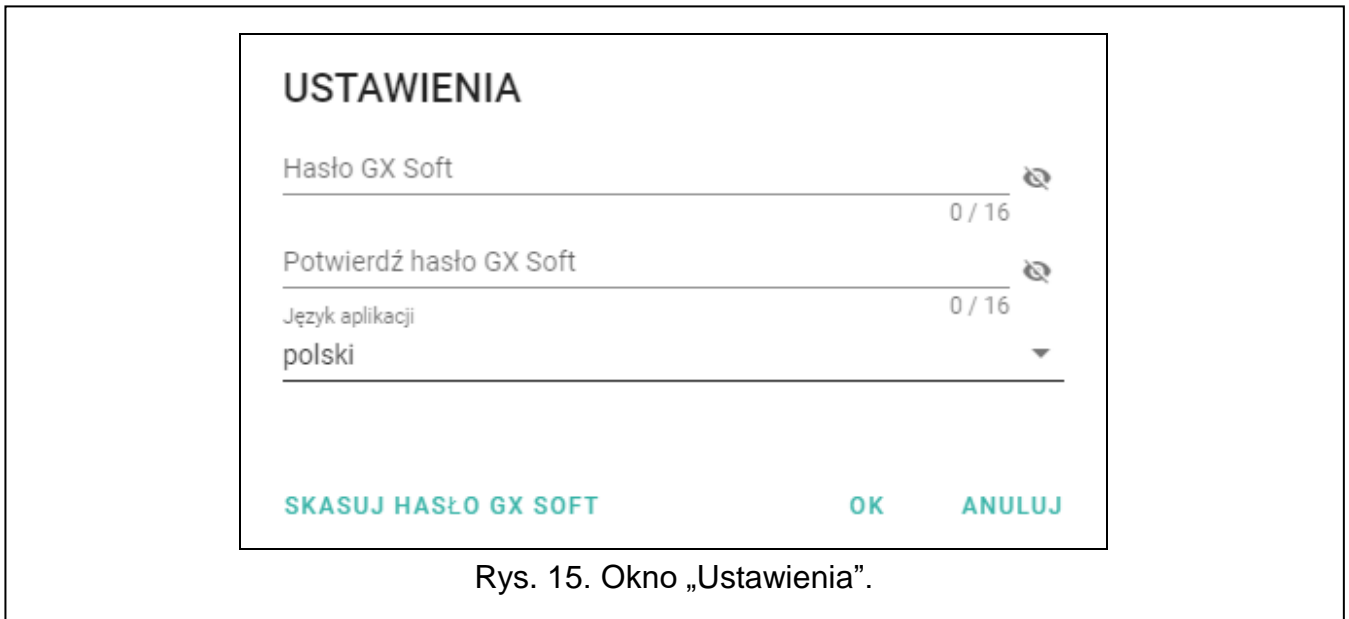 USTAWIENIA
Hasło GX Soft
0 / 16
Potwierdź hasło GX Soft
0 / 16
Język aplikacji
polski
SKASUJ HASŁO GX SOFT OK ANULUJ
Rys. 15. Okno „Ustawienia”.